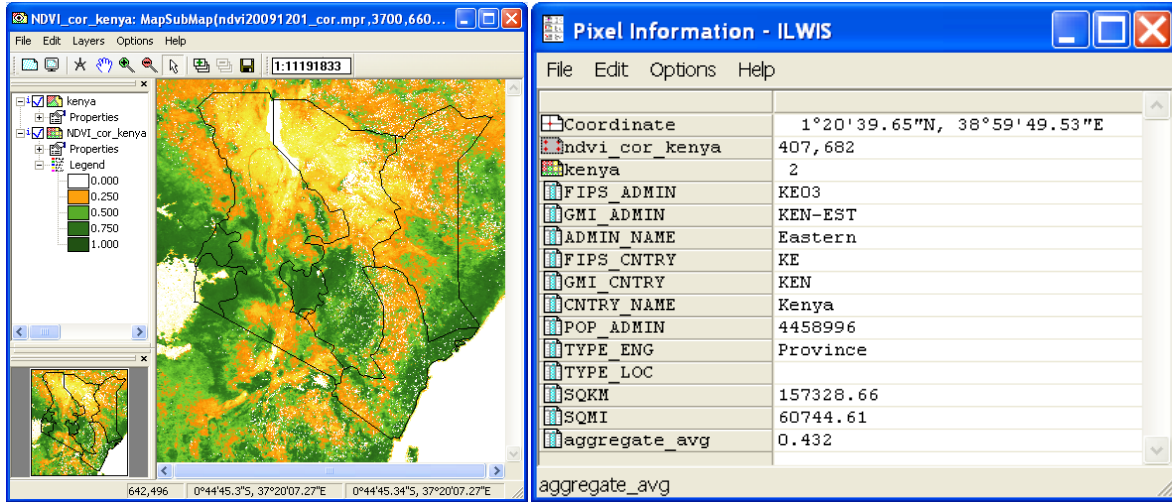 NDVI_cor_kenya: MapSubMap(ndvi20091201_cor.mpr,3700,660...
File Edit Layers Options Help
1:11191833
kenya
Properties
NDVI_cor_kenya
Properties
Legend
0.000
0.250
0.500
0.750
1.000
642,496 0°44'45.3"S, 37°20'07.27"E 0°44'45.34"S, 37°20'07.27"E
Pixel Information - ILWIS
File Edit Options Help
Coordinate 1°20'39.65"N, 38°59'49.53"E
ndvi_cor_kenya 407,682
kenya 2
FIPS_ADMIN KE03
GMI_ADMIN KEN-EST
ADMIN_NAME Eastern
FIPS_CNTRY KE
GMI_CNTRY KEN
CNTRY_NAME Kenya
POP_ADMIN 4458996
TYPE_ENG Province
TYPE_LOC
SQKM 157328.66
SQMI 60744.61
aggregate_avg 0.432
aggregate_avg